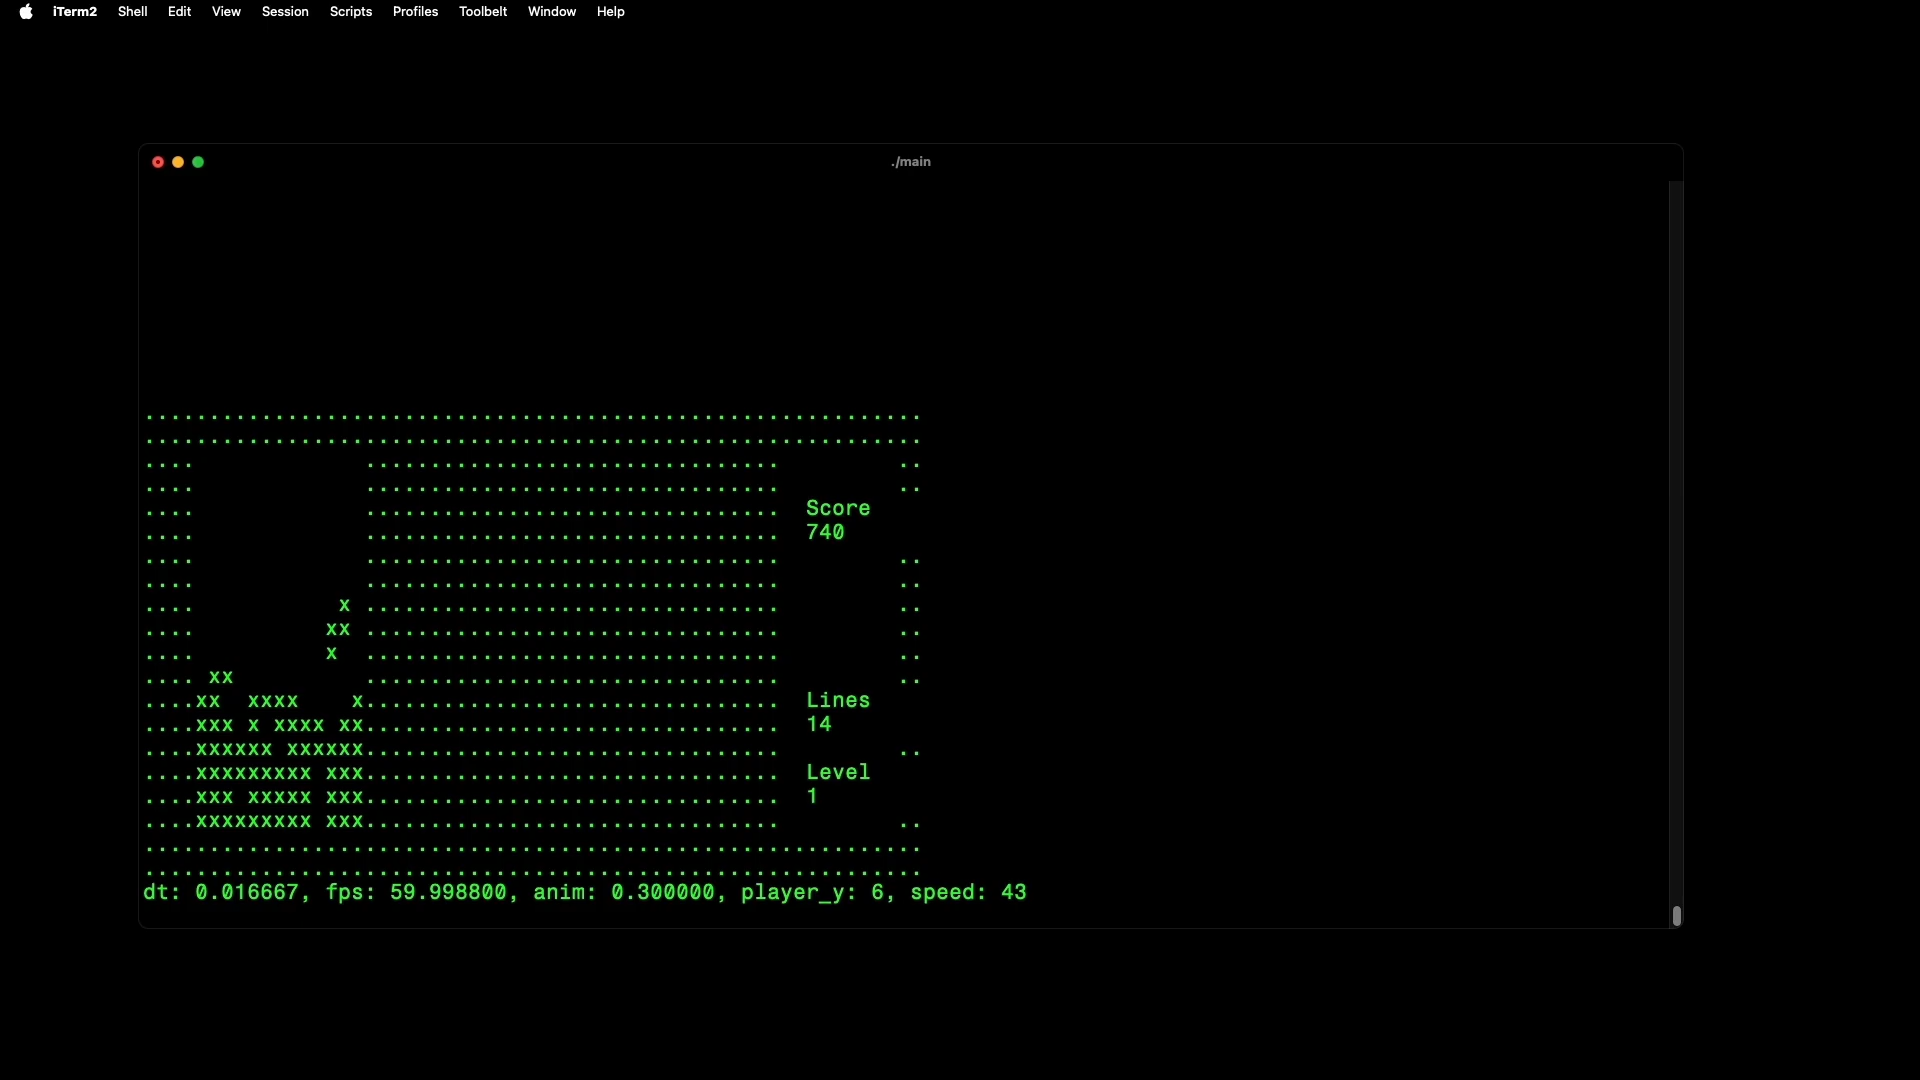 iTerm2 Shell Edit View Session Scripts Profiles Toolbelt Window Help
./main
............................................................
............................................................
....             ................................         ..
....             ................................         ..
....             ................................  Score
....             ................................  740
....             ................................         ..
....             ................................         ..
....           x ................................         ..
....          xx ................................         ..
....          x  ................................         ..
.... xx          ................................         ..
....xx  xxxx    x................................  Lines
....xxx x xxxx xx................................  14
....xxxxxx xxxxxx................................         ..
....xxxxxxxxx xxx................................  Level
....xxx xxxxx xxx................................  1
....xxxxxxxxx xxx................................         ..
............................................................
............................................................
dt: 0.016667, fps: 59.998800, anim: 0.300000, player_y: 6, speed: 43